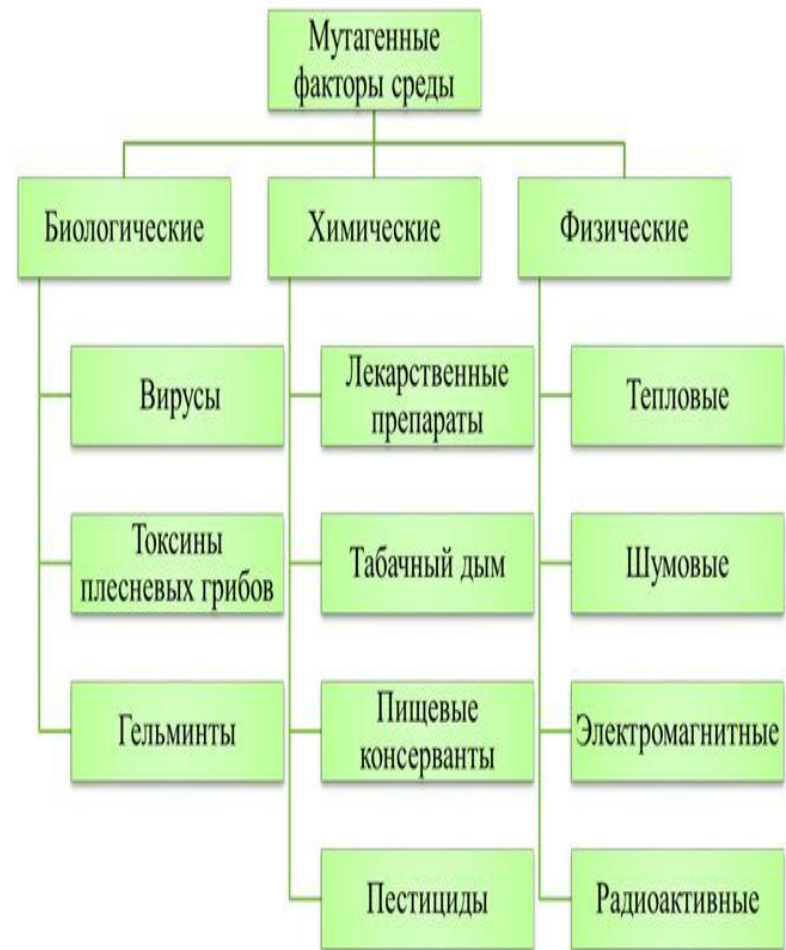 Мутагенные
факторы среды
Биологические
Химические
Физические
Вирусы
Токсины
плесневых грибов
Гельминты
Лекарственные
препараты
Табачный дым
Пищевые
консерванты
Пестициды
Тепловые
Шумовые
Электромагнитные
Радиоактивные